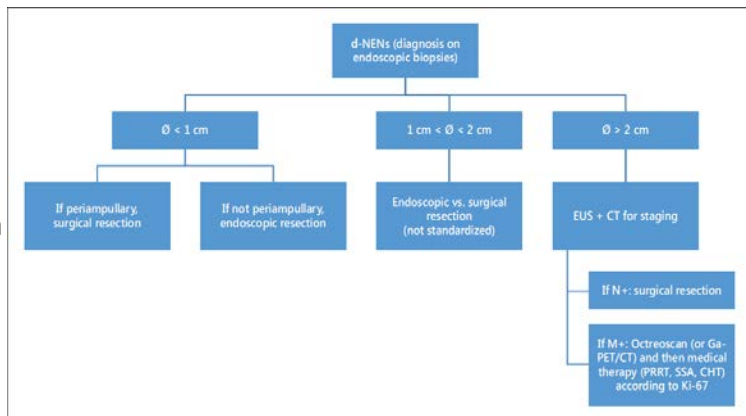 d-NENs (diagnosis on
endoscopic biopsies)
Ø < 1 cm
1 cm < Ø < 2 cm
Ø > 2 cm
If periampullary,
surgical resection
If not periampullary,
endoscopic resection
Endoscopic vs. surgical
resection
(not standardized)
EUS + CT for staging
If N+: surgical resection
If M+: Octreoscan (or Ga-
PET/CT) and then medical
therapy (PRRT, SSA, CHT)
according to Ki-67